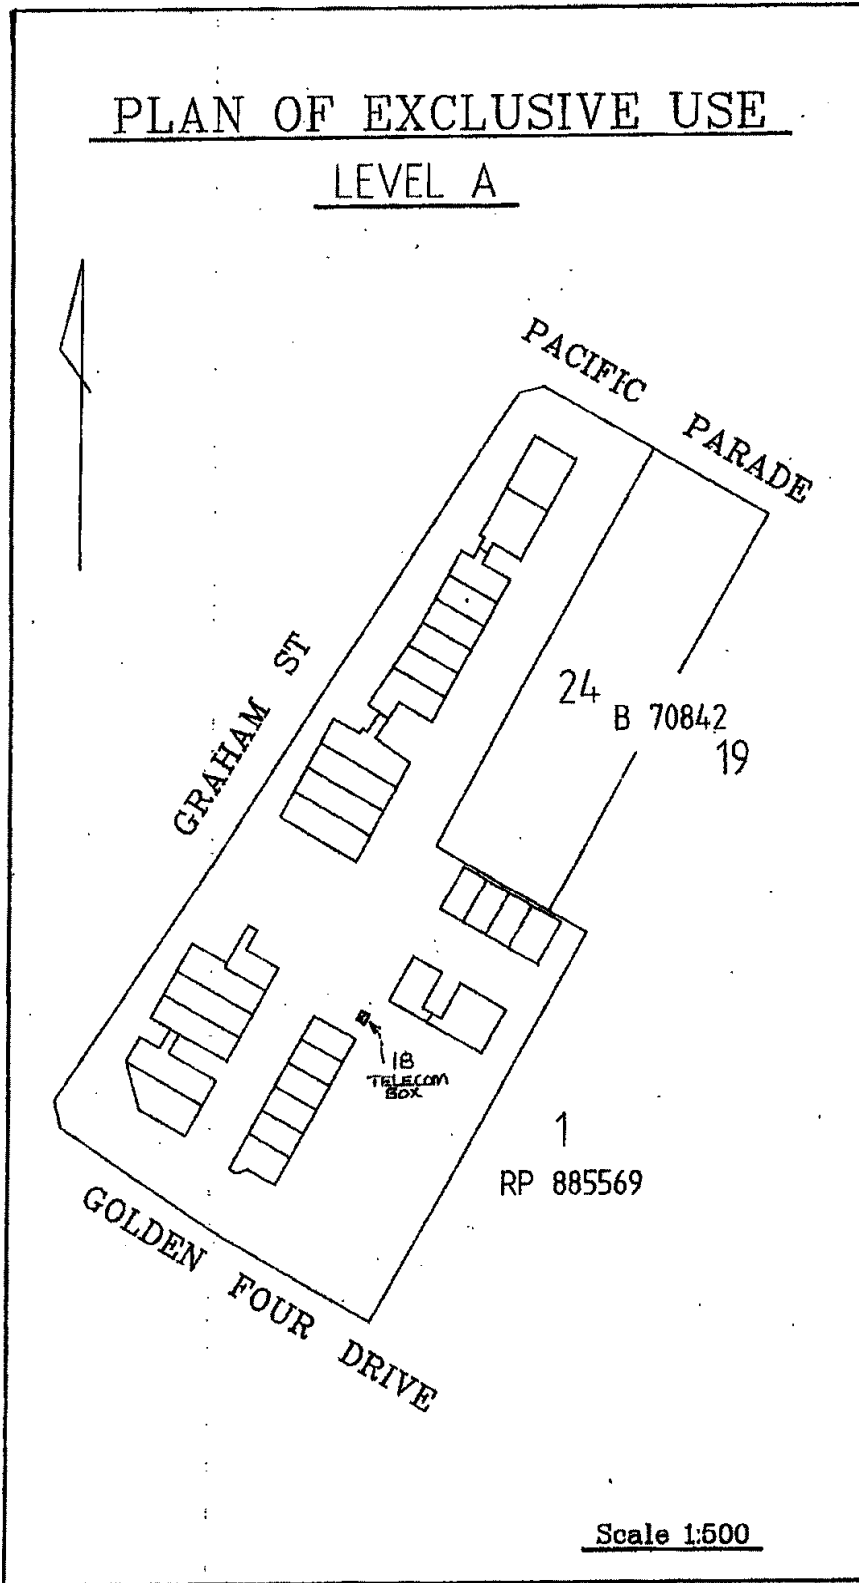 PLAN OF EXCLUSIVE USE
LEVEL A
PACIFIC PARADE
GRAHAM ST
24
B 70842
19
18
TELECOM
BOX
1
RP 885569
GOLDEN FOUR DRIVE
Scale 1:500